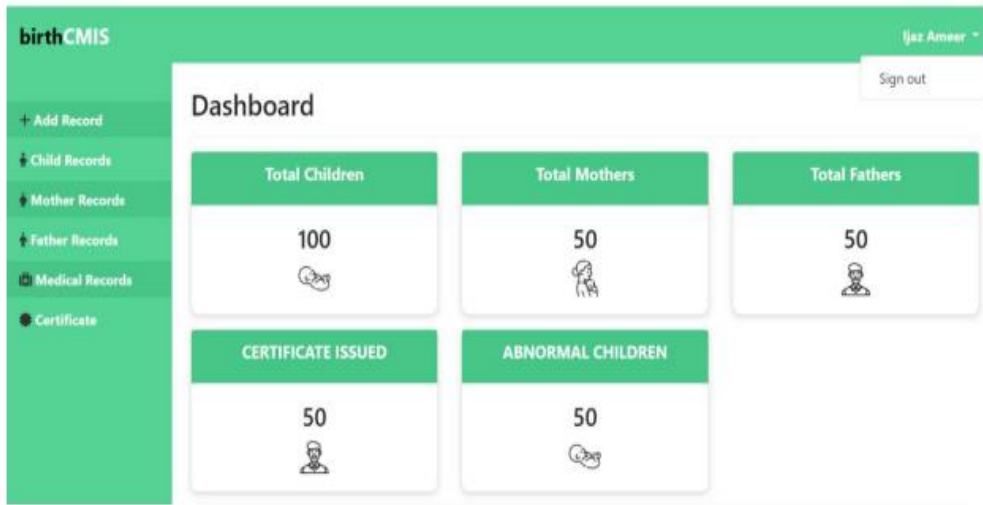 birthCMIS
Ijaz Ameer
Sign out
+ Add Record
Child Records
Mother Records
Father Records
Medical Records
Certificate
Dashboard
Total Children
100
Total Mothers
50
Total Fathers
50
CERTIFICATE ISSUED
50
ABNORMAL CHILDREN
50